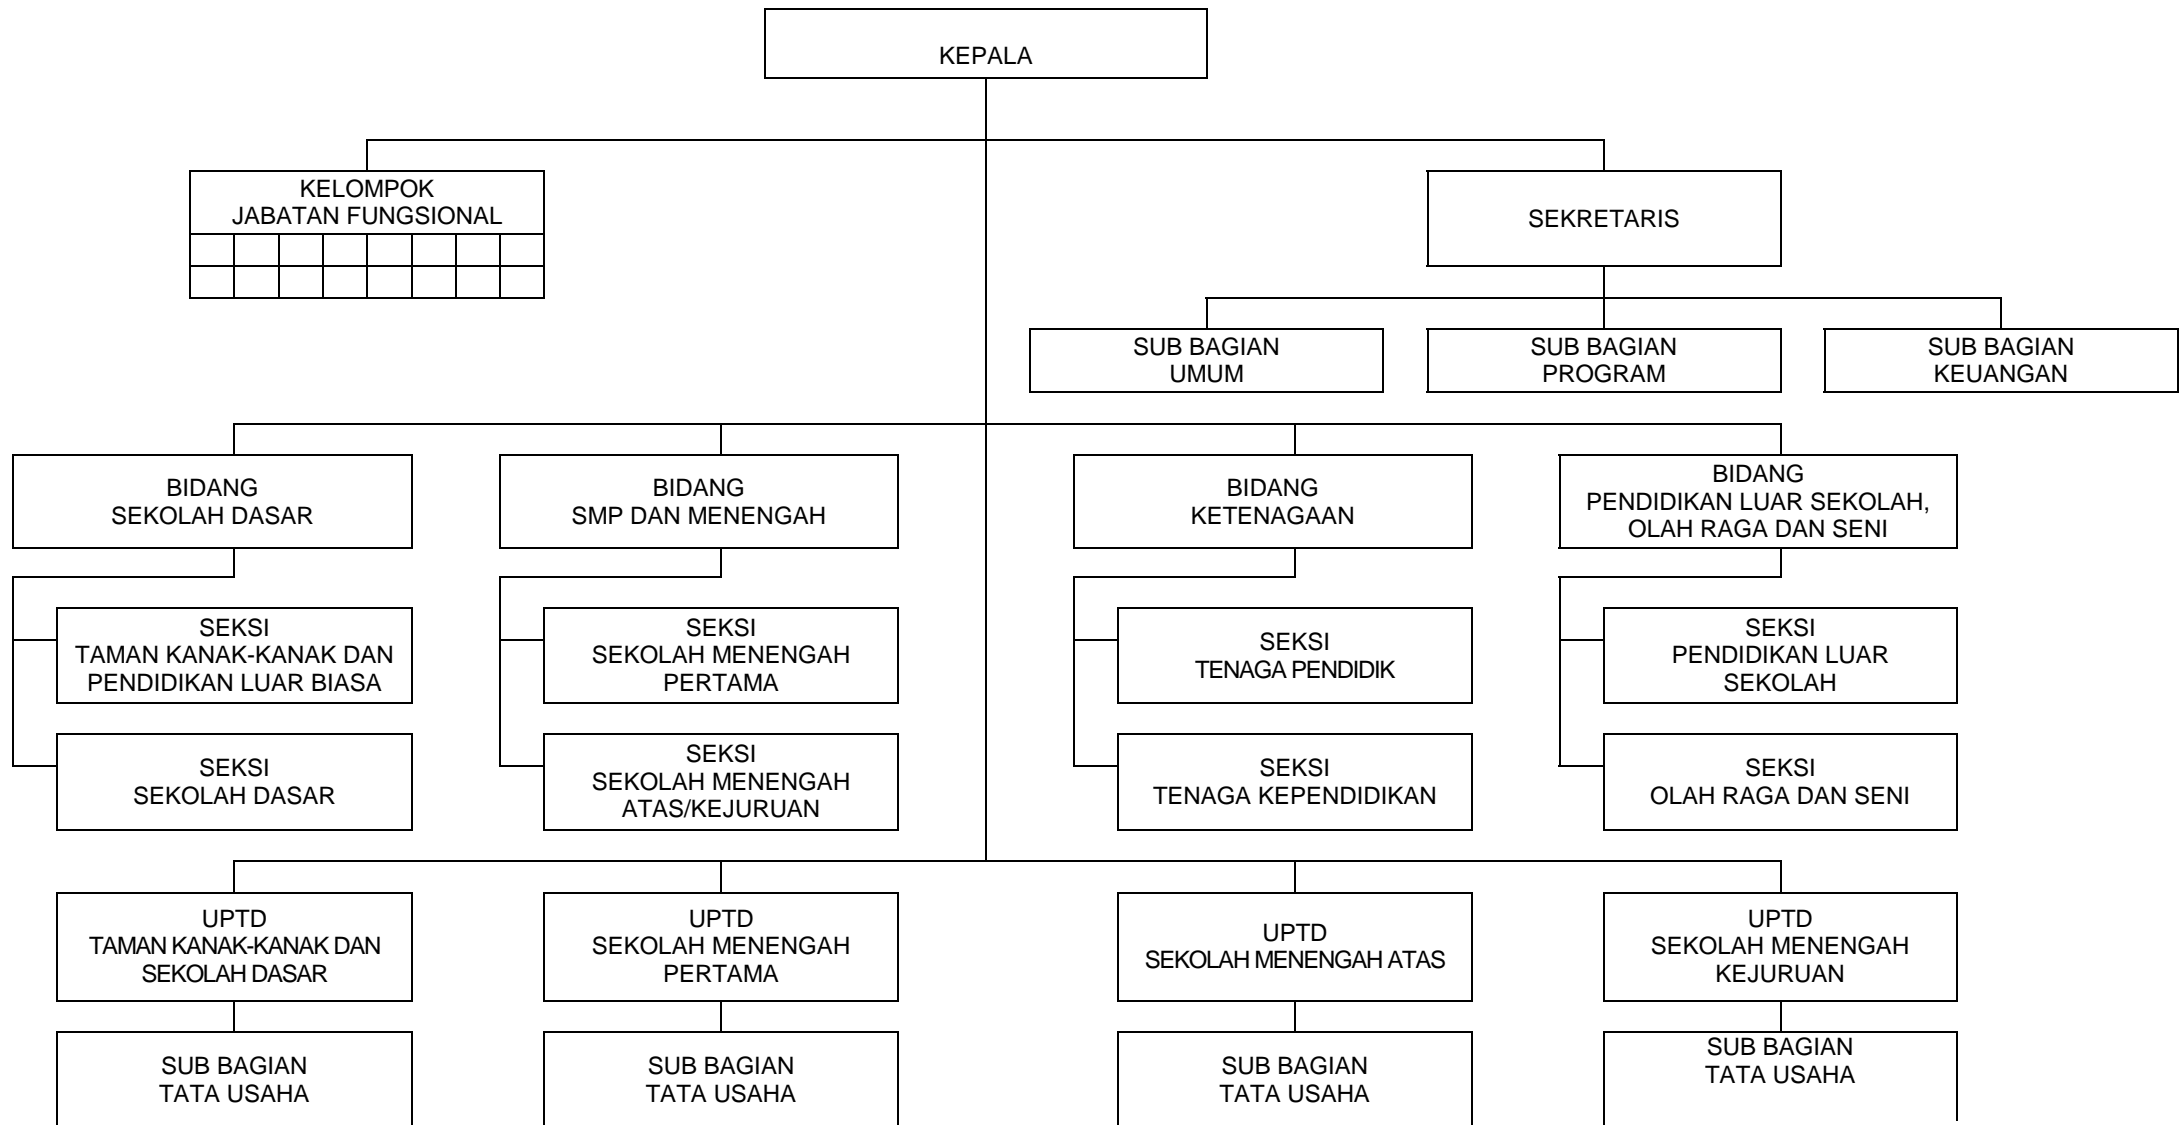 KEPALA
KELOMPOK
JABATAN FUNGSIONAL
SEKRETARIS
SUB BAGIAN
UMUM
SUB BAGIAN
PROGRAM
SUB BAGIAN
KEUANGAN
BIDANG
SEKOLAH DASAR
BIDANG
SMP DAN MENENGAH
BIDANG
KETENAGAAN
BIDANG
PENDIDIKAN LUAR SEKOLAH,
OLAH RAGA DAN SENI
SEKSI
TAMAN KANAK-KANAK DAN
PENDIDIKAN LUAR BIASA
SEKSI
SEKOLAH MENENGAH
PERTAMA
SEKSI
TENAGA PENDIDIK
SEKSI
PENDIDIKAN LUAR
SEKOLAH
SEKSI
SEKOLAH DASAR
SEKSI
SEKOLAH MENENGAH
ATAS/KEJURUAN
SEKSI
TENAGA KEPENDIDIKAN
SEKSI
OLAH RAGA DAN SENI
UPTD
TAMAN KANAK-KANAK DAN
SEKOLAH DASAR
UPTD
SEKOLAH MENENGAH
PERTAMA
UPTD
SEKOLAH MENENGAH ATAS
UPTD
SEKOLAH MENENGAH
KEJURUAN
SUB BAGIAN
TATA USAHA
SUB BAGIAN
TATA USAHA
SUB BAGIAN
TATA USAHA
SUB BAGIAN
TATA USAHA